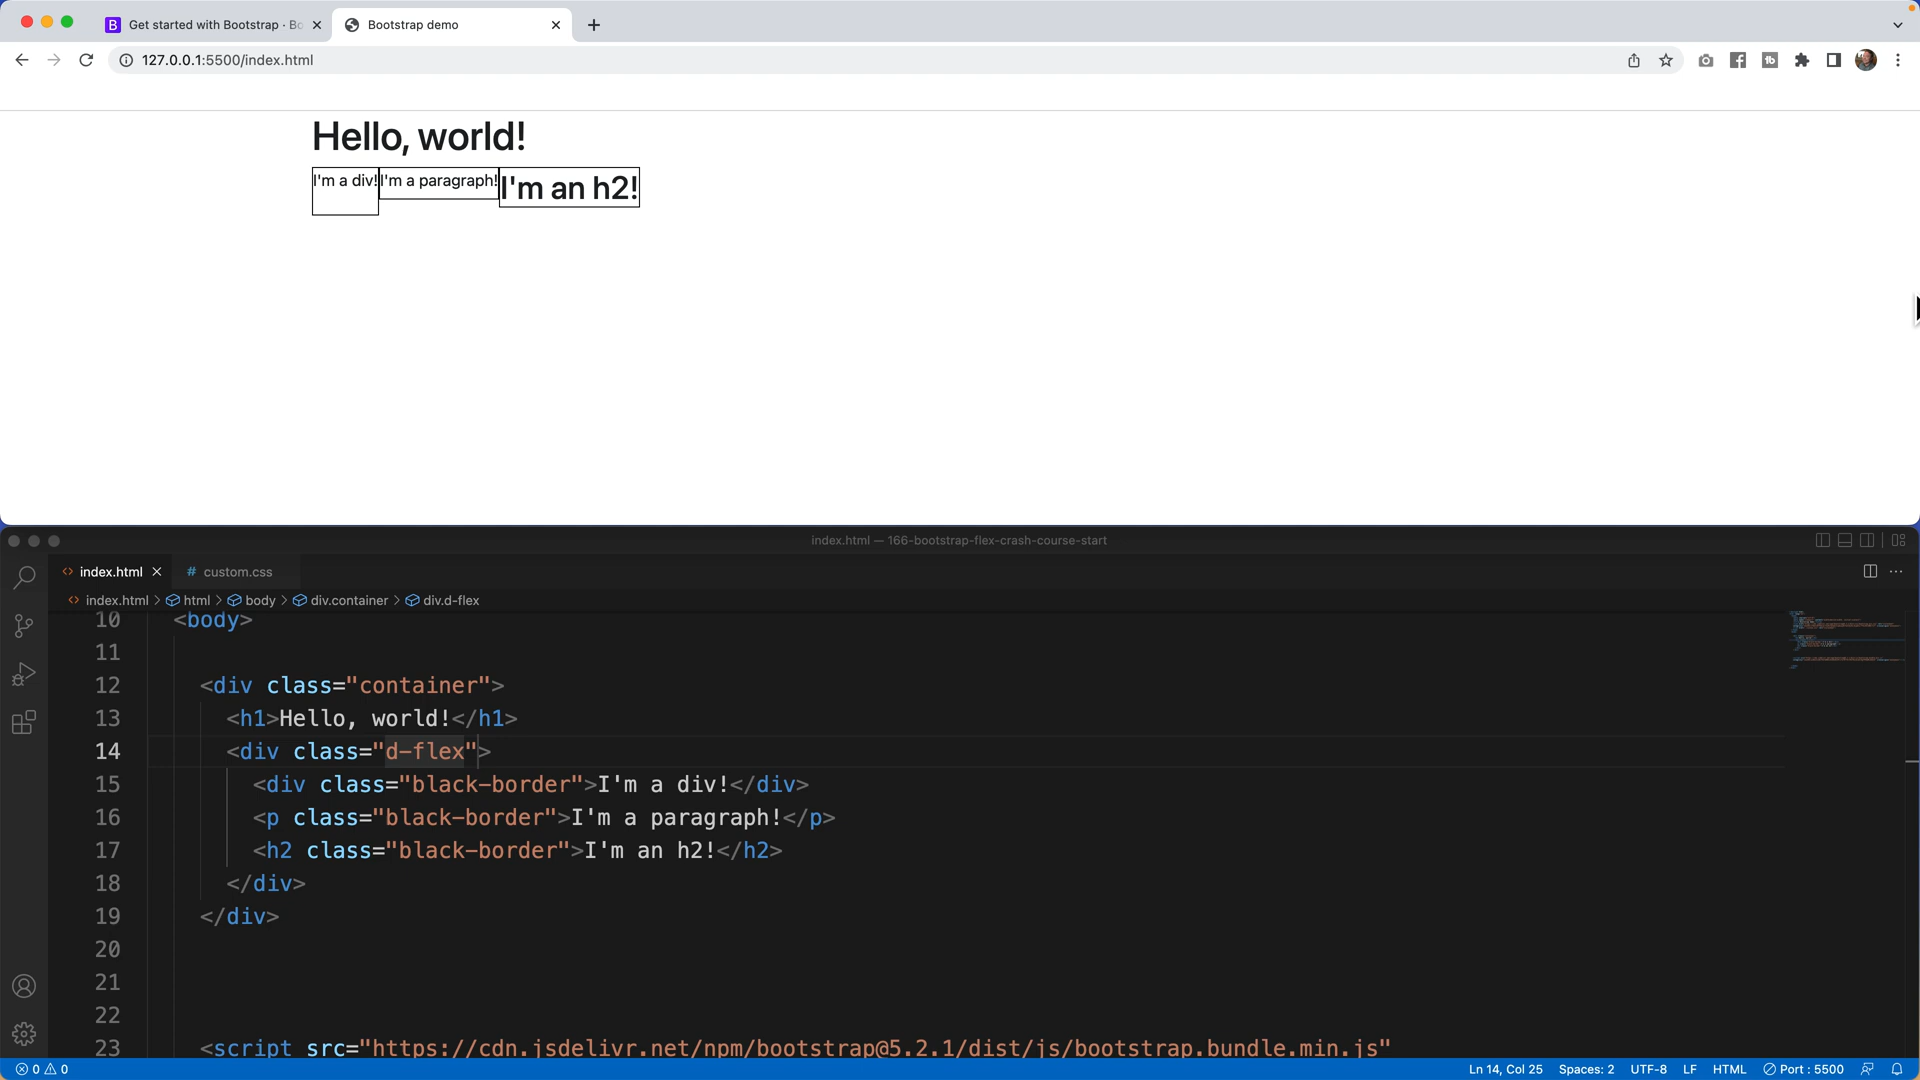 Get started with Bootstrap · Bo
Bootstrap demo
127.0.0.1:5500/index.html
Hello, world!
I'm a div! I'm a paragraph! I'm an h2!
index.html — 166-bootstrap-flex-crash-course-start
index.html custom.css
index.html > html > body > div.container > div.d-flex
10 <body>
11
12 <div class="container">
13 <h1>Hello, world!</h1>
14 <div class="d-flex">
15 <div class="black-border">I'm a div!</div>
16 <p class="black-border">I'm a paragraph!</p>
17 <h2 class="black-border">I'm an h2!</h2>
18 </div>
19 </div>
20
21
22
23 <script src="https://cdn.jsdelivr.net/npm/bootstrap@5.2.1/dist/js/bootstrap.bundle.min.js"
0 0 Ln 14, Col 25 Spaces: 2 UTF-8 LF HTML Port : 5500